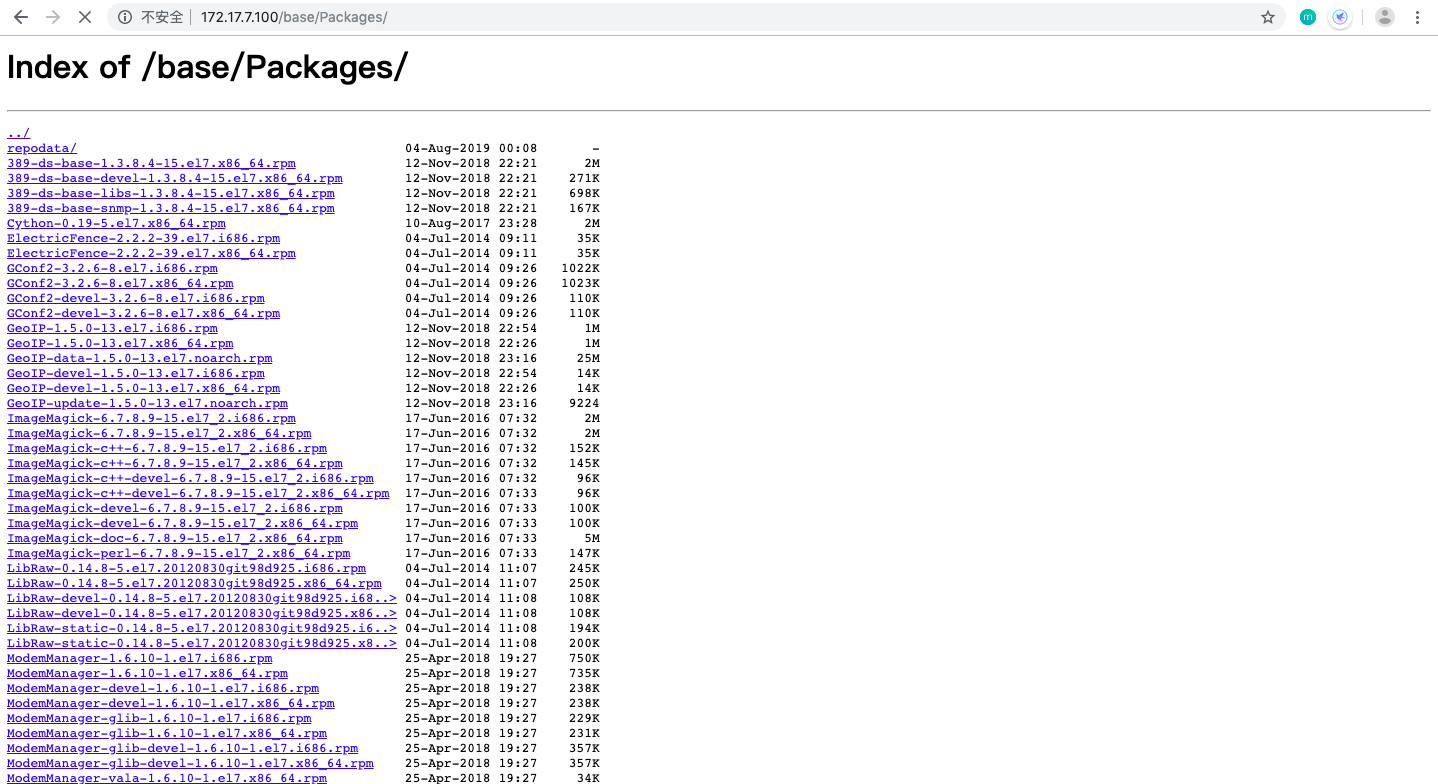 不安全 | 172.17.7.100/base/Packages/
m
Index of /base/Packages/
../
repodata/ 04-Aug-2019 00:08 -
389-ds-base-1.3.8.4-15.el7.x86_64.rpm 12-Nov-2018 22:21 2M
389-ds-base-devel-1.3.8.4-15.el7.x86_64.rpm 12-Nov-2018 22:21 271K
389-ds-base-libs-1.3.8.4-15.el7.x86_64.rpm 12-Nov-2018 22:21 698K
389-ds-base-snmp-1.3.8.4-15.el7.x86_64.rpm 12-Nov-2018 22:21 167K
Cython-0.19-5.el7.x86_64.rpm 10-Aug-2017 23:28 2M
ElectricFence-2.2.2-39.el7.i686.rpm 04-Jul-2014 09:11 35K
ElectricFence-2.2.2-39.el7.x86_64.rpm 04-Jul-2014 09:11 35K
GConf2-3.2.6-8.el7.i686.rpm 04-Jul-2014 09:26 1022K
GConf2-3.2.6-8.el7.x86_64.rpm 04-Jul-2014 09:26 1023K
GConf2-devel-3.2.6-8.el7.i686.rpm 04-Jul-2014 09:26 110K
GConf2-devel-3.2.6-8.el7.x86_64.rpm 04-Jul-2014 09:26 110K
GeoIP-1.5.0-13.el7.i686.rpm 12-Nov-2018 22:54 1M
GeoIP-1.5.0-13.el7.x86_64.rpm 12-Nov-2018 22:26 1M
GeoIP-data-1.5.0-13.el7.noarch.rpm 12-Nov-2018 23:16 25M
GeoIP-devel-1.5.0-13.el7.i686.rpm 12-Nov-2018 22:54 14K
GeoIP-devel-1.5.0-13.el7.x86_64.rpm 12-Nov-2018 22:26 14K
GeoIP-update-1.5.0-13.el7.noarch.rpm 12-Nov-2018 23:16 9224
ImageMagick-6.7.8.9-15.el7_2.i686.rpm 17-Jun-2016 07:32 2M
ImageMagick-6.7.8.9-15.el7_2.x86_64.rpm 17-Jun-2016 07:32 2M
ImageMagick-c++-6.7.8.9-15.el7_2.i686.rpm 17-Jun-2016 07:32 152K
ImageMagick-c++-6.7.8.9-15.el7_2.x86_64.rpm 17-Jun-2016 07:32 145K
ImageMagick-c++-devel-6.7.8.9-15.el7_2.i686.rpm 17-Jun-2016 07:32 96K
ImageMagick-c++-devel-6.7.8.9-15.el7_2.x86_64.rpm 17-Jun-2016 07:33 96K
ImageMagick-devel-6.7.8.9-15.el7_2.i686.rpm 17-Jun-2016 07:33 100K
ImageMagick-devel-6.7.8.9-15.el7_2.x86_64.rpm 17-Jun-2016 07:33 100K
ImageMagick-doc-6.7.8.9-15.el7_2.x86_64.rpm 17-Jun-2016 07:33 5M
ImageMagick-perl-6.7.8.9-15.el7_2.x86_64.rpm 17-Jun-2016 07:33 147K
LibRaw-0.14.8-5.el7.20120830git98d925.i686.rpm 04-Jul-2014 11:07 245K
LibRaw-0.14.8-5.el7.20120830git98d925.x86_64.rpm 04-Jul-2014 11:07 250K
LibRaw-devel-0.14.8-5.el7.20120830git98d925.i68..> 04-Jul-2014 11:08 108K
LibRaw-devel-0.14.8-5.el7.20120830git98d925.x86..> 04-Jul-2014 11:08 108K
LibRaw-static-0.14.8-5.el7.20120830git98d925.i6..> 04-Jul-2014 11:08 194K
LibRaw-static-0.14.8-5.el7.20120830git98d925.x8..> 04-Jul-2014 11:08 200K
ModemManager-1.6.10-1.el7.i686.rpm 25-Apr-2018 19:27 750K
ModemManager-1.6.10-1.el7.x86_64.rpm 25-Apr-2018 19:27 735K
ModemManager-devel-1.6.10-1.el7.i686.rpm 25-Apr-2018 19:27 238K
ModemManager-devel-1.6.10-1.el7.x86_64.rpm 25-Apr-2018 19:27 238K
ModemManager-glib-1.6.10-1.el7.i686.rpm 25-Apr-2018 19:27 229K
ModemManager-glib-1.6.10-1.el7.x86_64.rpm 25-Apr-2018 19:27 231K
ModemManager-glib-devel-1.6.10-1.el7.i686.rpm 25-Apr-2018 19:27 357K
ModemManager-glib-devel-1.6.10-1.el7.x86_64.rpm 25-Apr-2018 19:27 357K
ModemManager-vala-1.6.10-1.el7.x86_64.rpm 25-Apr-2018 19:27 34K